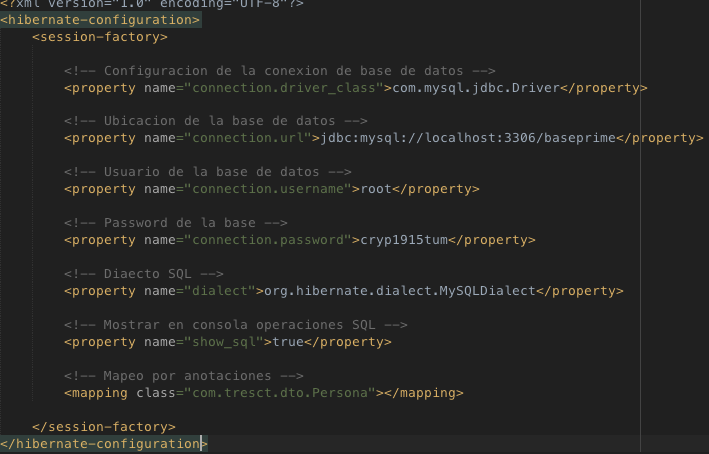 <?xml version="1.0" encoding="UTF-8"?>
<hibernate-configuration>
<session-factory>
<!-- Configuracion de la conexion de base de datos -->
<property name="connection.driver_class">com.mysql.jdbc.Driver</property>
<!-- Ubicacion de la base de datos -->
<property name="connection.url">jdbc:mysql://localhost:3306/baseprime</property>
<!-- Usuario de la base de datos -->
<property name="connection.username">root</property>
<!-- Password de la base -->
<property name="connection.password">cryp1915tum</property>
<!-- Diaecto SQL -->
<property name="dialect">org.hibernate.dialect.MySQLDialect</property>
<!-- Mostrar en consola operaciones SQL -->
<property name="show_sql">true</property>
<!-- Mapeo por anotaciones -->
<mapping class="com.tresct.dto.Persona"></mapping>
</session-factory>
</hibernate-configuration>